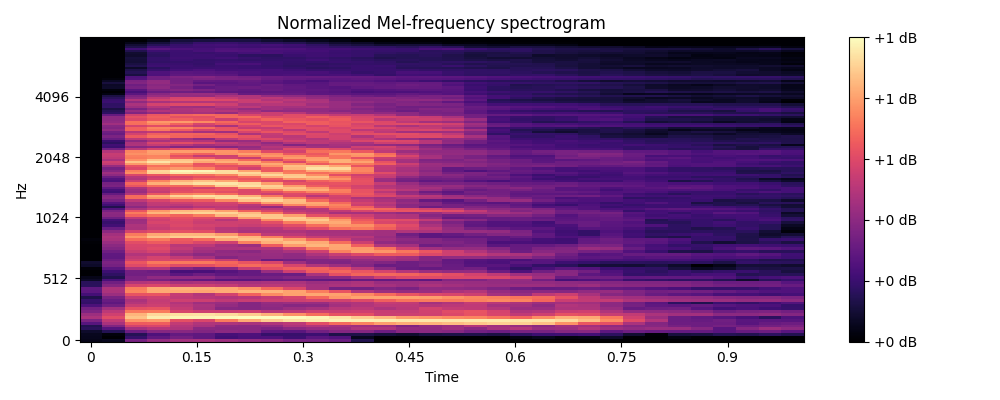 Normalized Mel-frequency spectrogram
Hz
4096
2048
1024
512
0
0 0.15 0.3 0.45 0.6 0.75 0.9
Time
+1 dB
+1 dB
+1 dB
+0 dB
+0 dB
+0 dB